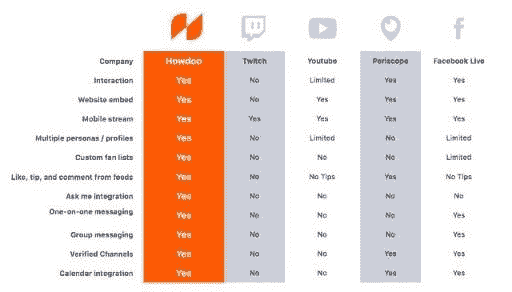 Company Howdoo Twitch Youtube Periscope Facebook Live
Interaction Yes No Limited Yes Yes
Website embed Yes No Yes Yes Yes
Mobile stream Yes Yes Yes Yes Yes
Multiple personas / profiles Yes No Limited No Limited
Custom fan lists Yes No No No Limited
Like, tip, and comment from feeds Yes No No Tips Yes No Tips
Ask me integration Yes No No No No
One-on-one messaging Yes No No No Yes
Group messaging Yes No No No Yes
Verified Channels Yes No No Yes Yes
Calendar integration Yes No No Yes Yes